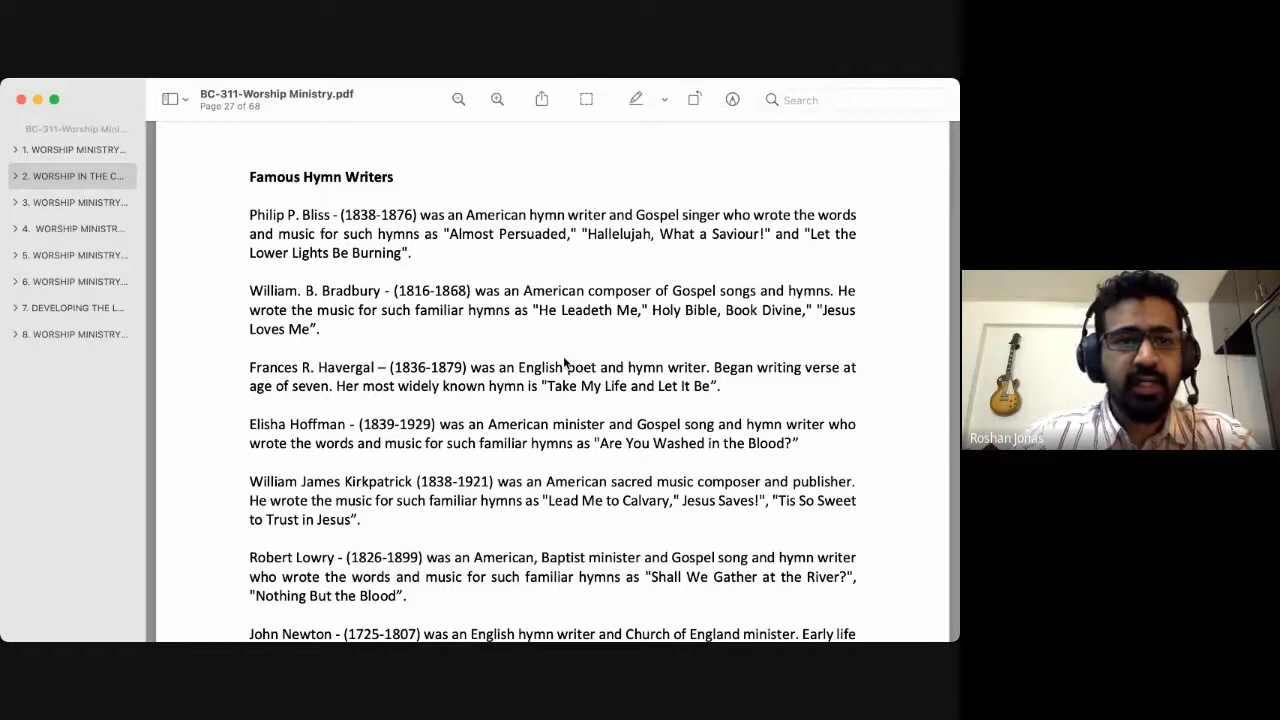 BC-311-Worship Ministry.pdf
Page 27 of 68
Search
BC-311-Worship Mini...
1. WORSHIP MINISTRY...
2. WORSHIP IN THE C...
3. WORSHIP MINISTRY...
4. WORSHIP MINISTR...
5. WORSHIP MINISTRY...
6. WORSHIP MINISTRY...
7. DEVELOPING THE L...
8. WORSHIP MINISTRY...
Famous Hymn Writers
Philip P. Bliss - (1838-1876) was an American hymn writer and Gospel singer who wrote the words
and music for such hymns as "Almost Persuaded," "Hallelujah, What a Saviour!" and "Let the
Lower Lights Be Burning".
William. B. Bradbury - (1816-1868) was an American composer of Gospel songs and hymns. He
wrote the music for such familiar hymns as "He Leadeth Me," Holy Bible, Book Divine," "Jesus
Loves Me”.
Frances R. Havergal – (1836-1879) was an English poet and hymn writer. Began writing verse at
age of seven. Her most widely known hymn is "Take My Life and Let It Be”.
Elisha Hoffman - (1839-1929) was an American minister and Gospel song and hymn writer who
wrote the words and music for such familiar hymns as "Are You Washed in the Blood?”
William James Kirkpatrick (1838-1921) was an American sacred music composer and publisher.
He wrote the music for such familiar hymns as "Lead Me to Calvary," Jesus Saves!", "Tis So Sweet
to Trust in Jesus”.
Robert Lowry - (1826-1899) was an American, Baptist minister and Gospel song and hymn writer
who wrote the words and music for such familiar hymns as "Shall We Gather at the River?",
"Nothing But the Blood”.
John Newton - (1725-1807) was an English hymn writer and Church of England minister. Early life
Roshan Jonas